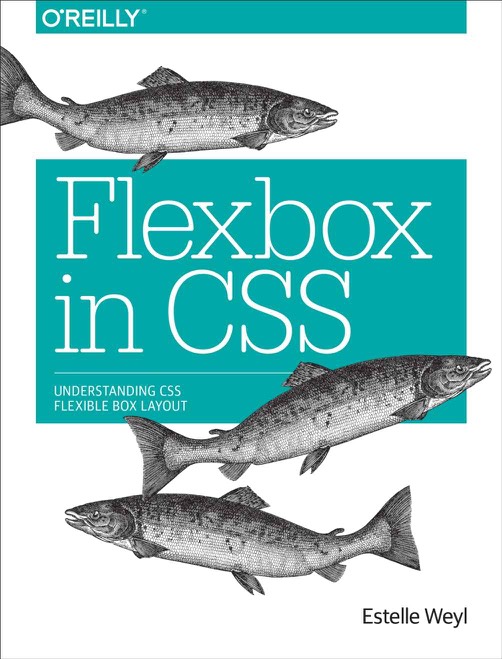 O'REILLY®
Flexbox
in CSS
UNDERSTANDING CSS
FLEXIBLE BOX LAYOUT
Estelle Weyl